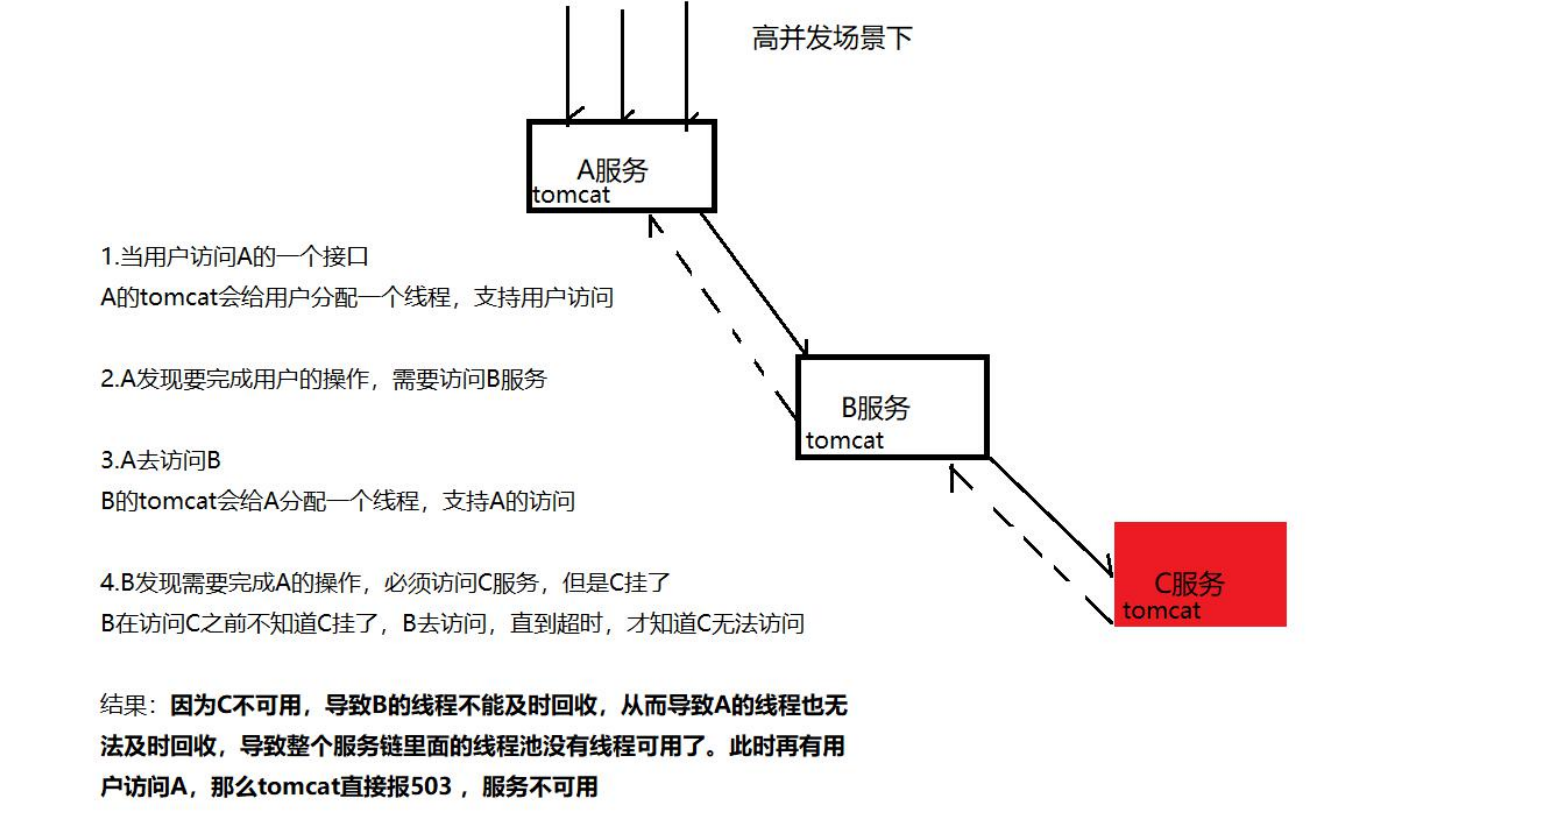 高并发场景下
A服务
tomcat
1.当用户访问A的一个接口
A的tomcat会给用户分配一个线程，支持用户访问
2.A发现要完成用户的操作，需要访问B服务
B服务
tomcat
3.A去访问B
B的tomcat会给A分配一个线程，支持A的访问
4.B发现需要完成A的操作，必须访问C服务，但是C挂了
B在访问C之前不知道C挂了，B去访问，直到超时，才知道C无法访问
C服务
tomcat
结果：因为C不可用，导致B的线程不能及时回收，从而导致A的线程也无
法及时回收，导致整个服务链里面的线程池没有线程可用了。此时再有用
户访问A，那么tomcat直接报503 ，服务不可用